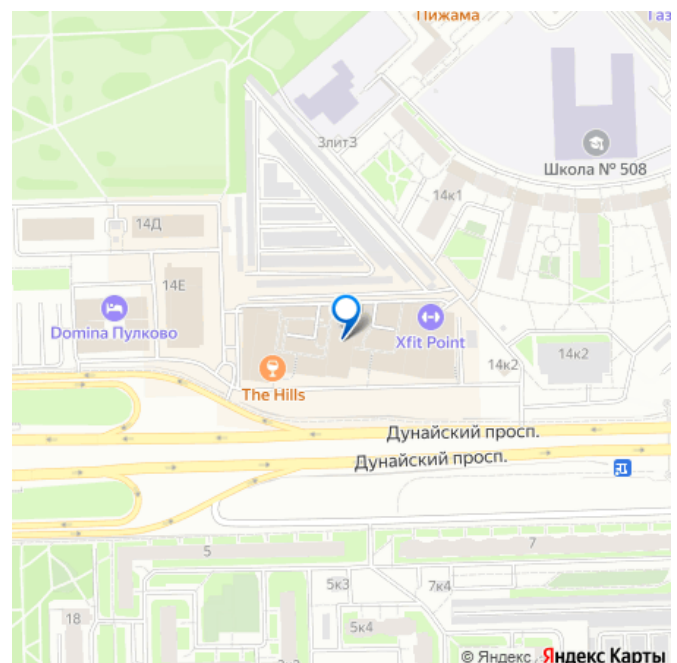 Пижама
Газ
3литЗ
Школа № 508
14к1
14Д
14Е
Domina Пулково
Xfit Point
14к2
14к2
The Hills
Дунайский просп.
Дунайский просп.
5
7
5к3
7к4
18
5к4
© Яндекс Яндекс Карты